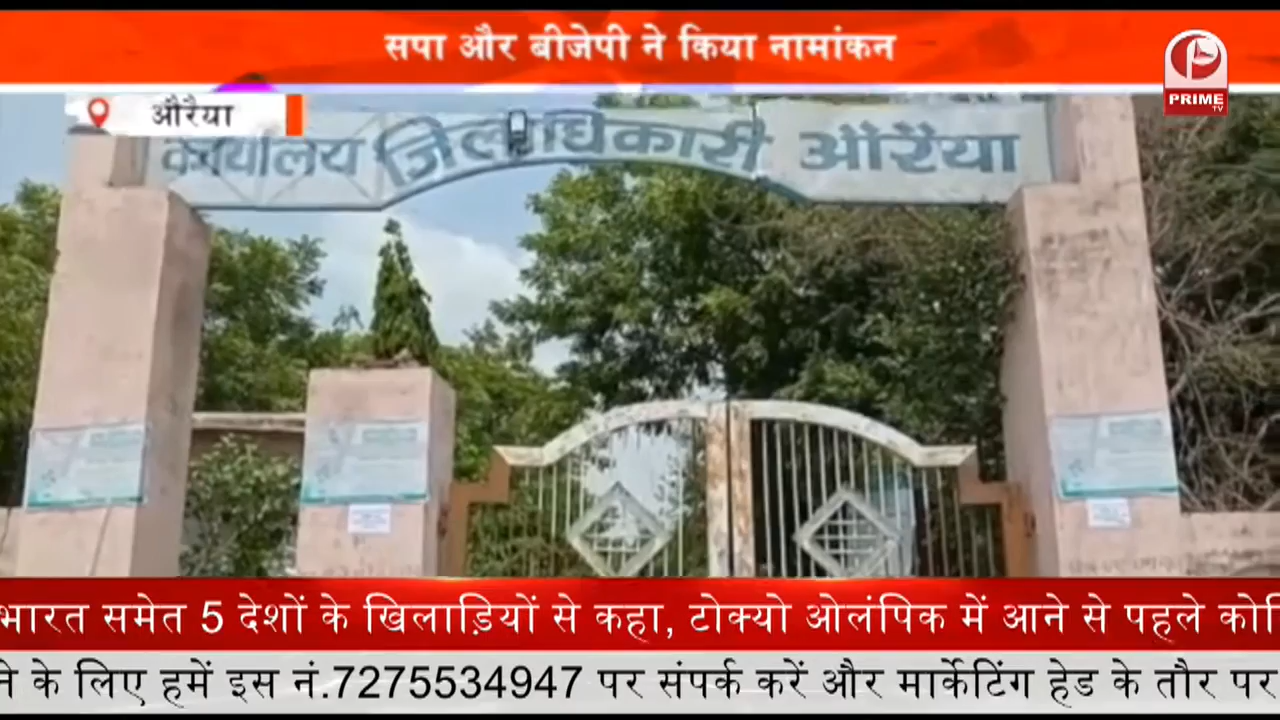 सपा और बीजेपी ने किया नामांकन
PRIME
TV
औरैया
कार्यालय जिलाधिकारी औरैया
भारत समेत 5 देशों के खिलाड़ियों से कहा, टोक्यो ओलंपिक में आने से पहले
ने के लिए हमें इस नं.7275534947 पर संपर्क करें और मार्केटिंग हेड के तौर पर